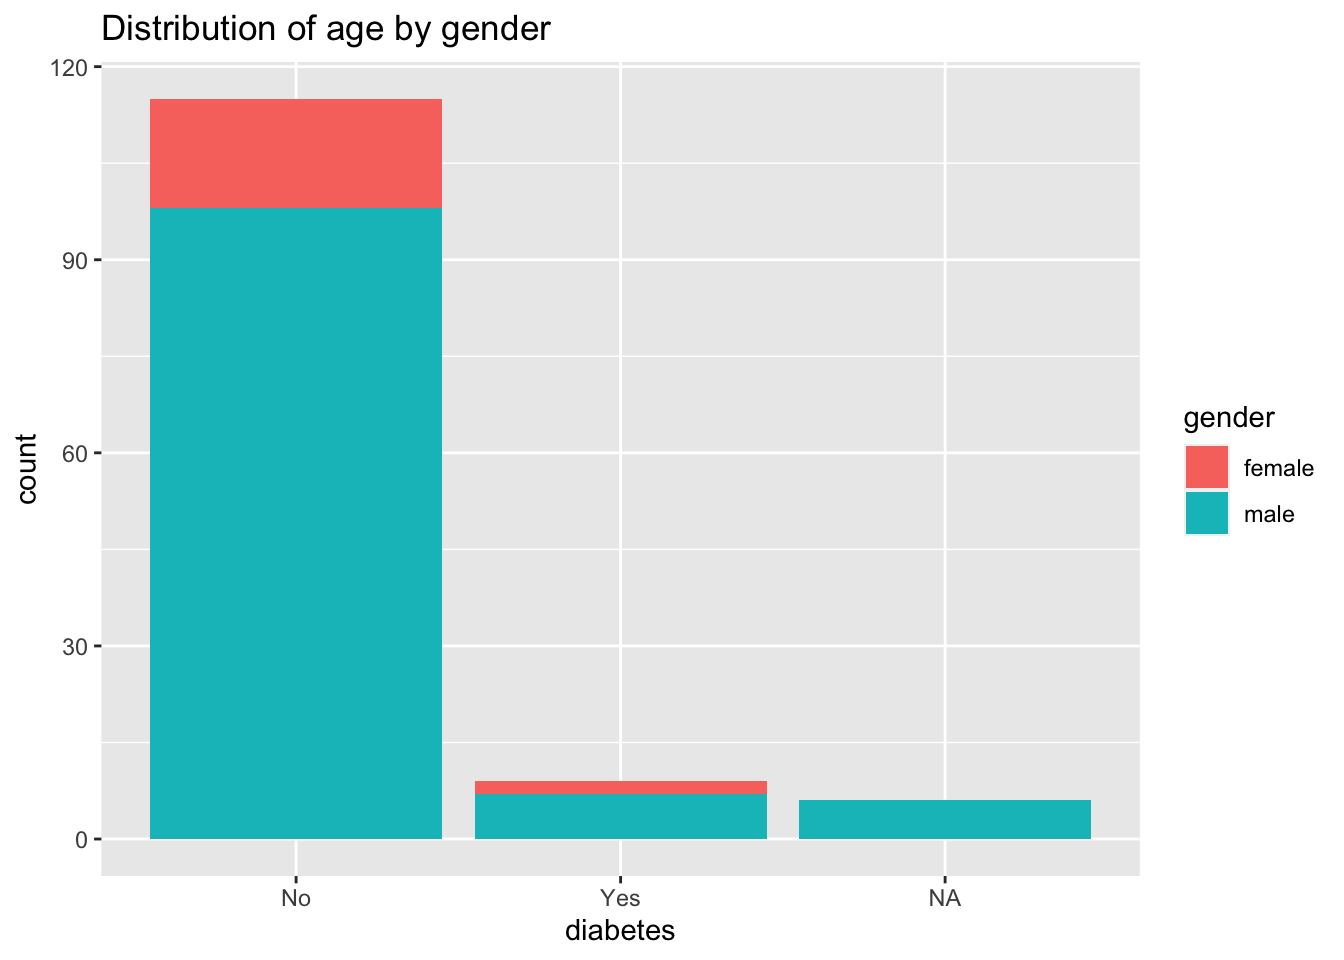 Distribution of age by gender
120
90
60
30
0
count
No
Yes
NA
diabetes
gender
female
male